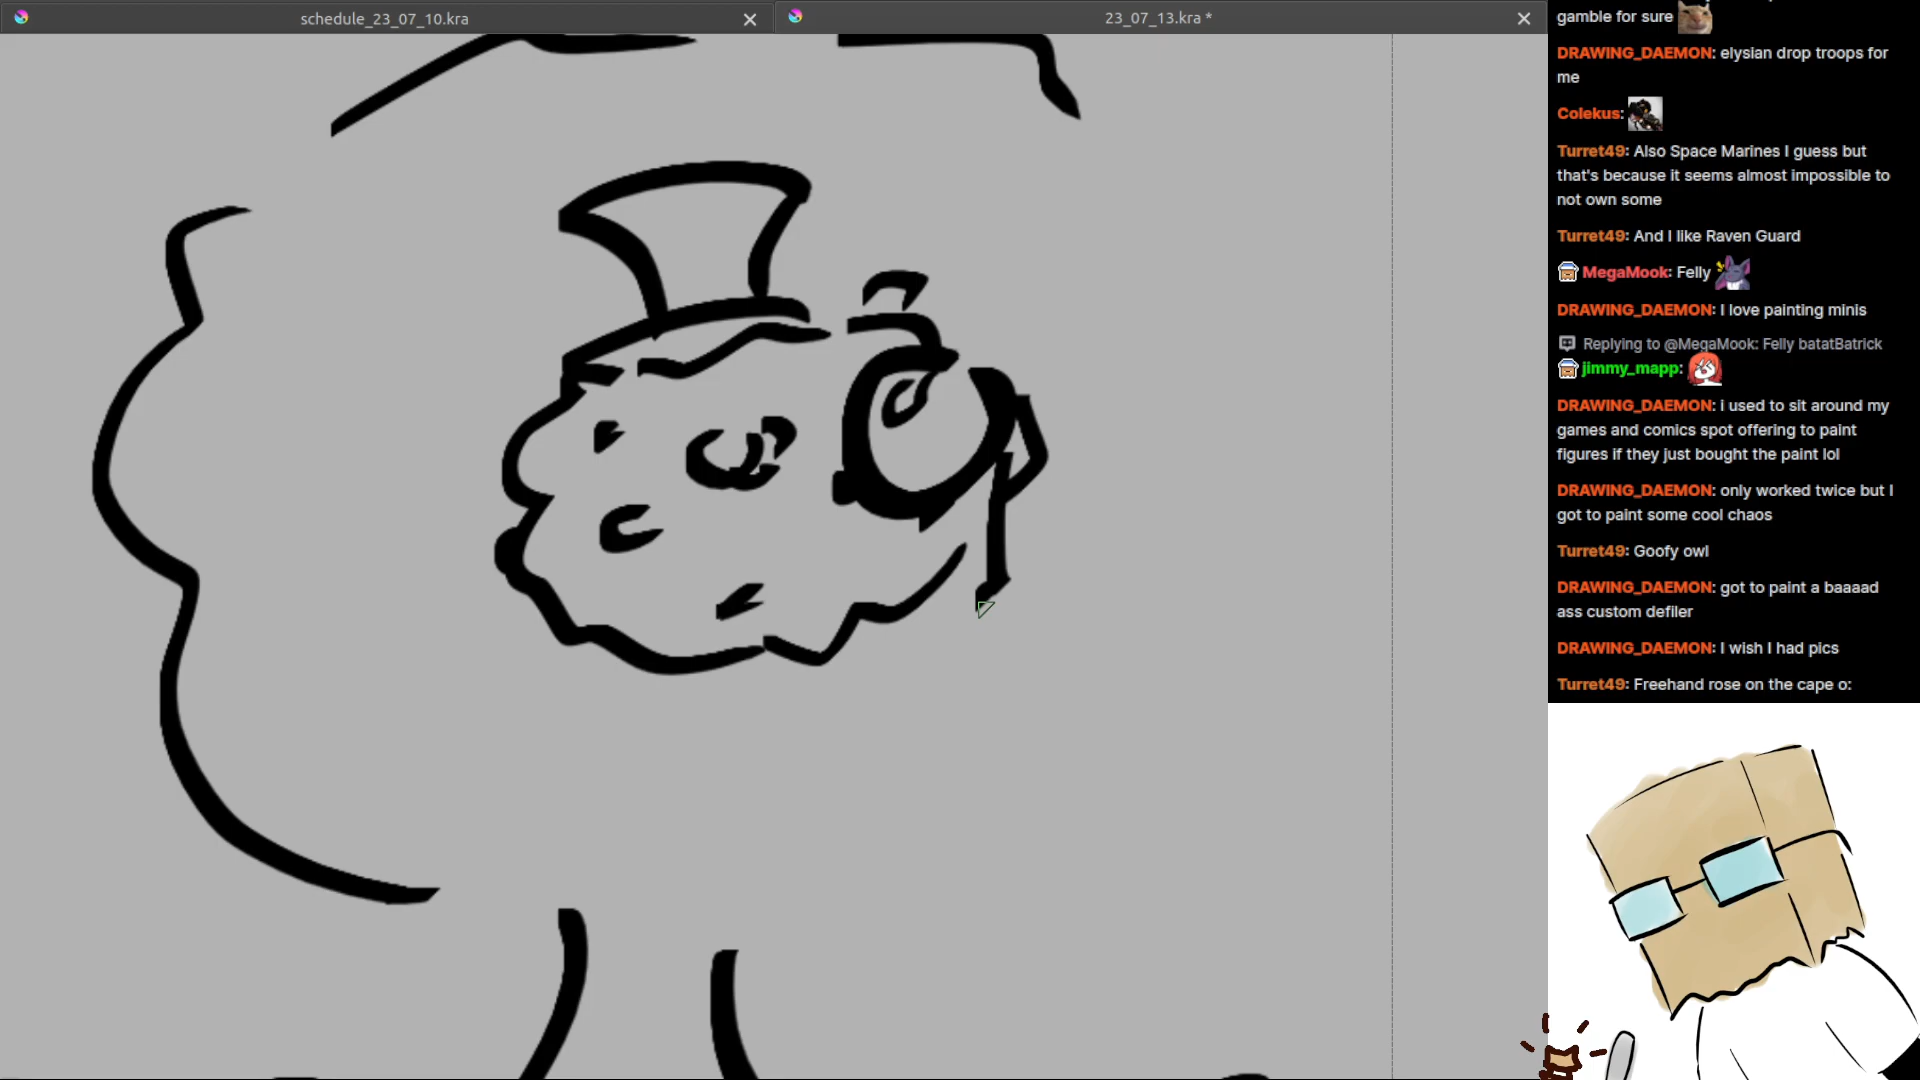 schedule_23_07_10.kra
23_07_13.kra *
gamble for sure
DRAWING_DAEMON: elysian drop troops for
me
Colekus:
Turret49: Also Space Marines I guess but
that's because it seems almost impossible to
not own some
Turret49: And I like Raven Guard
MegaMook: Felly
DRAWING_DAEMON: I love painting minis
Replying to @MegaMook: Felly batatBatrick
jimmy_mapp:
DRAWING_DAEMON: i used to sit around my
games and comics spot offering to paint
figures if they just bought the paint lol
DRAWING_DAEMON: only worked twice but I
got to paint some cool chaos
Turret49: Goofy owl
DRAWING_DAEMON: got to paint a baaaad
ass custom defiler
DRAWING_DAEMON: I wish I had pics
Turret49: Freehand rose on the cape o: